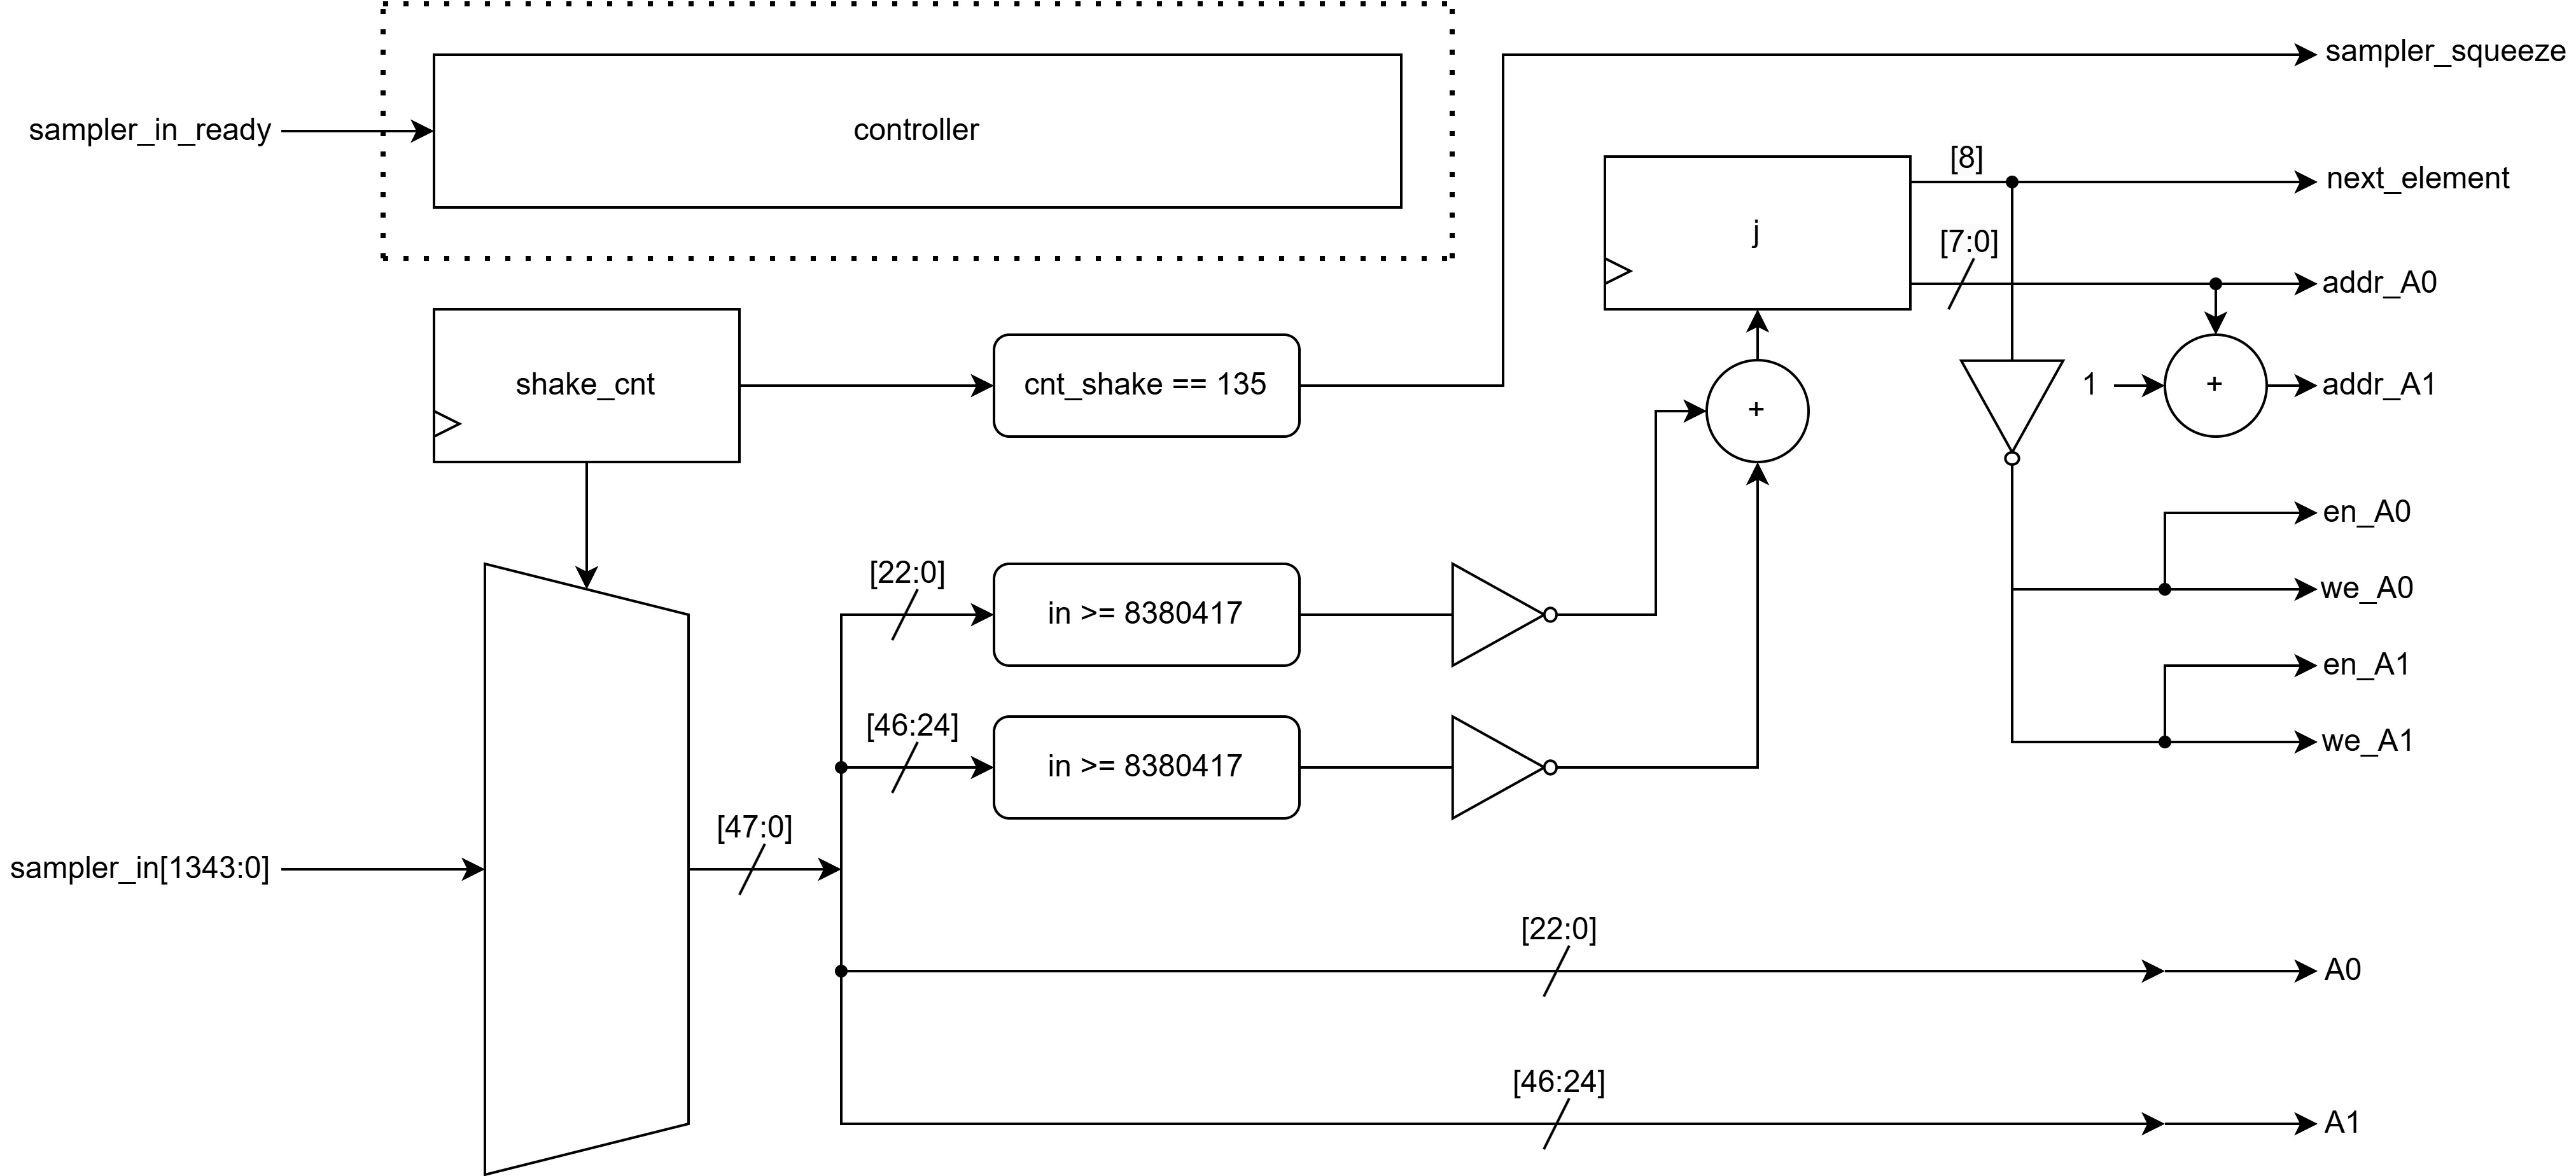 sampler_squeeze
sampler_in_ready
controller
[8]
next_element
j
[7:0]
addr_A0
shake_cnt
cnt_shake == 135
+
1
+
addr_A1
en_A0
[22:0]
in >= 8380417
we_A0
en_A1
[46:24]
in >= 8380417
we_A1
[47:0]
sampler_in[1343:0]
[22:0]
A0
[46:24]
A1